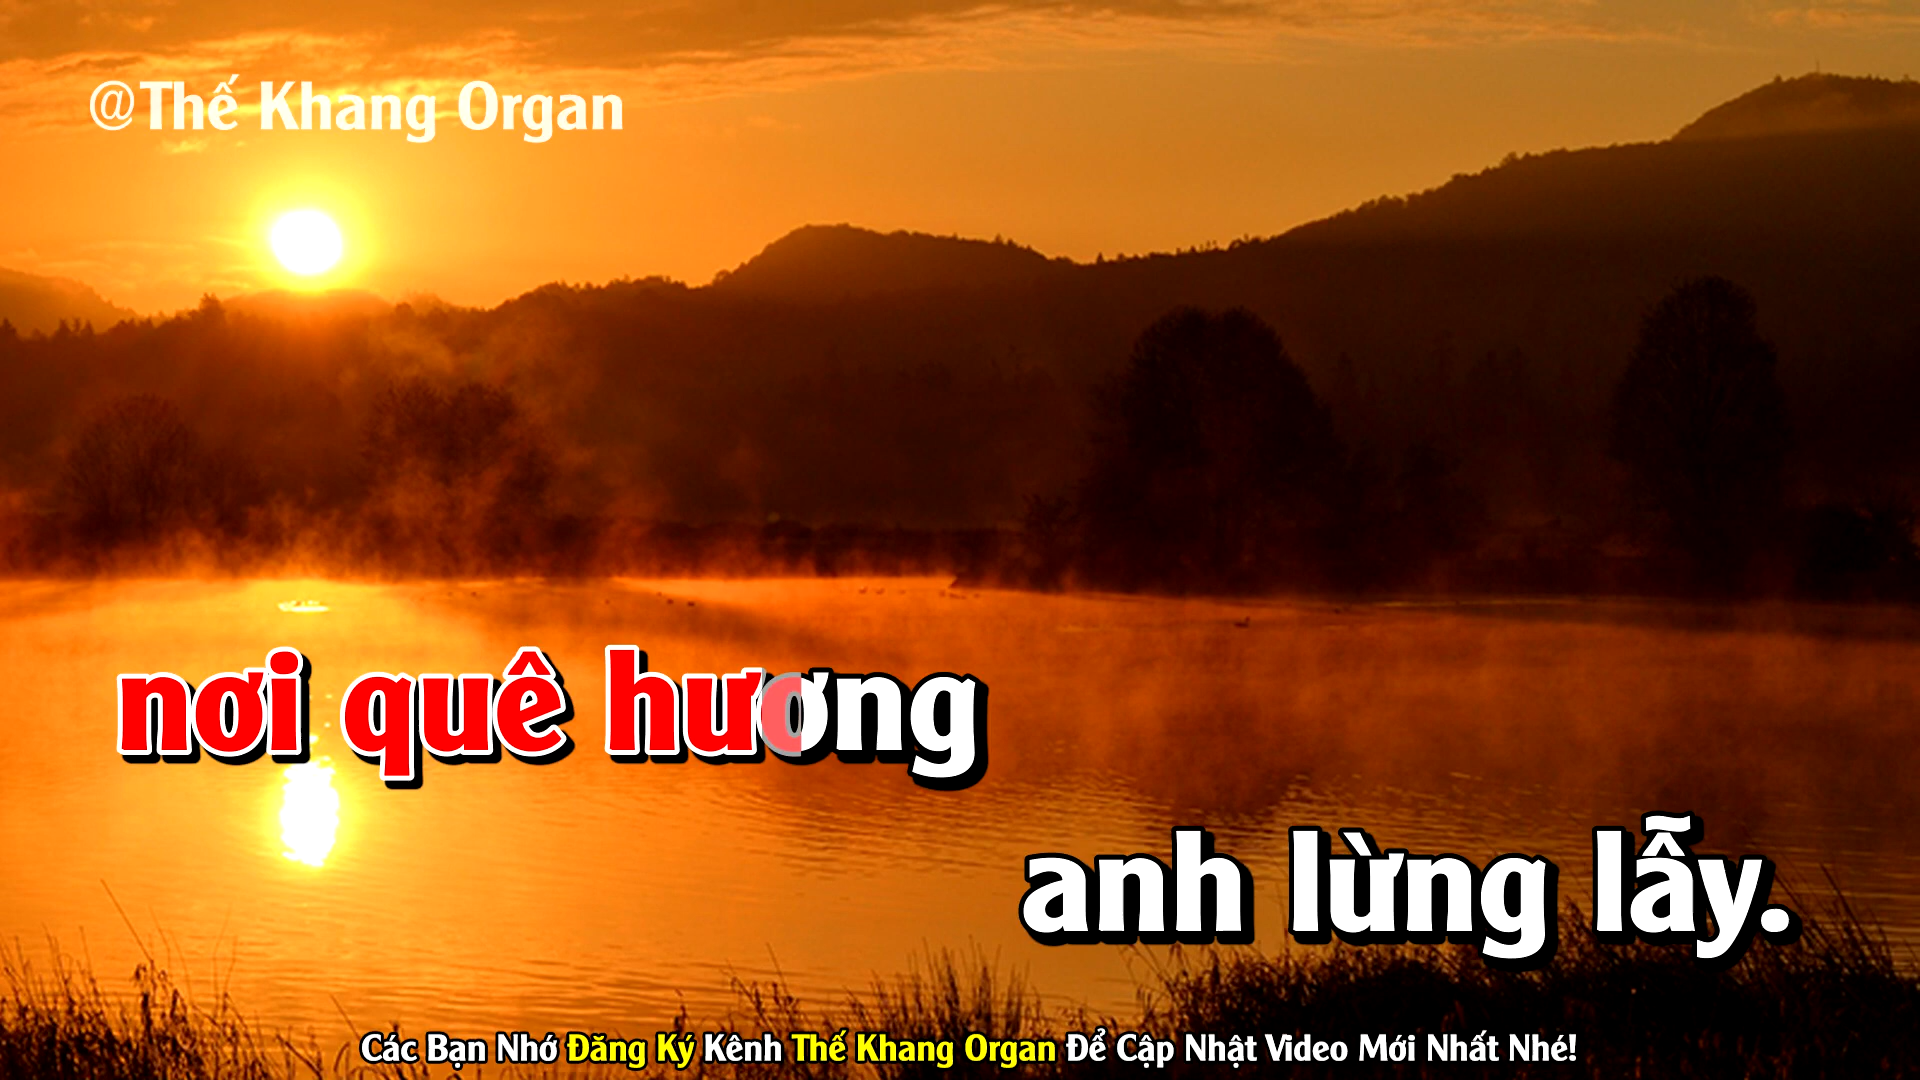 @Thế Khang Organ
nơi quê hương
anh lừng lẫy.
Các Bạn Nhớ Đăng Ký Kênh Thế Khang Organ Để Cập Nhật Video Mới Nhất Nhé!